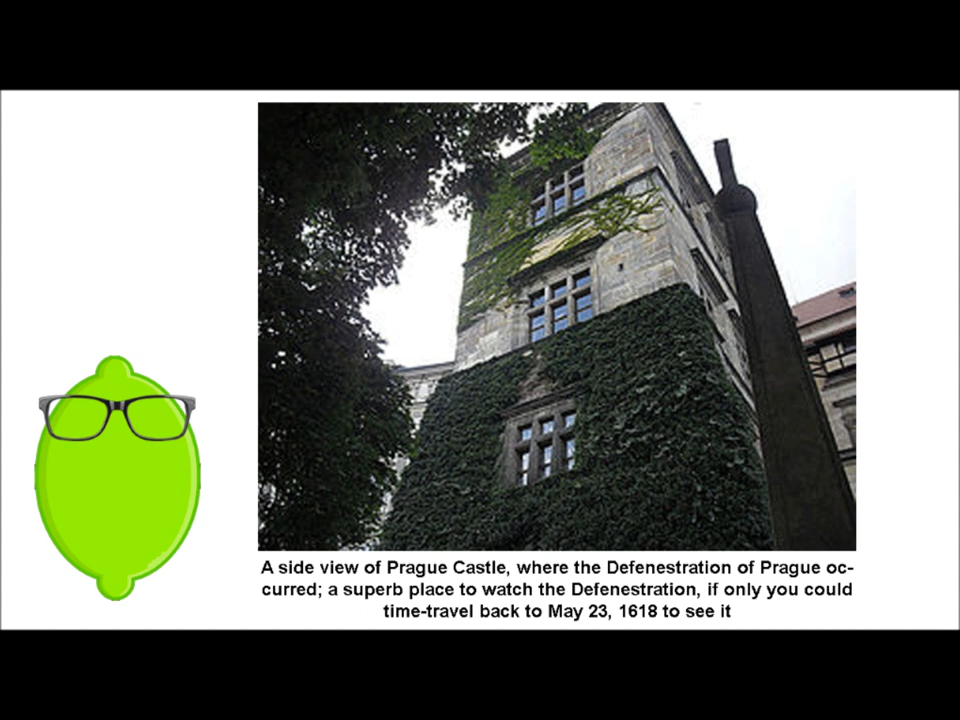 A side view of Prague Castle, where the Defenestration of Prague oc-
curred; a superb place to watch the Defenestration, if only you could
time-travel back to May 23, 1618 to see it